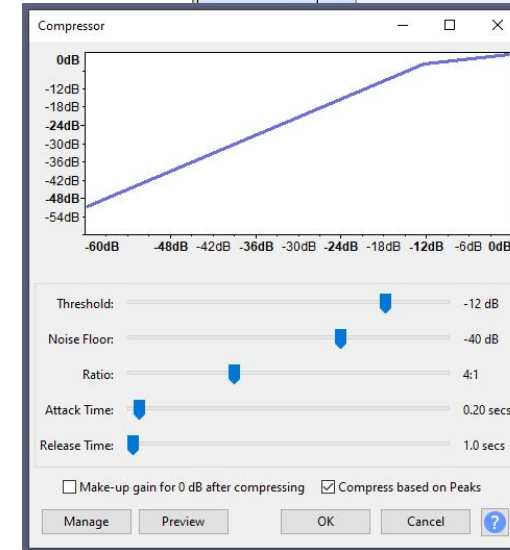 Compressor
0dB
-12dB
-18dB
-24dB
-30dB
-36dB
-42dB
-48dB
-54dB
-60dB -48dB -42dB -36dB -30dB -24dB -18dB -12dB -6dB 0dB
Threshold: -12 dB
Noise Floor: -40 dB
Ratio: 4:1
Attack Time: 0.20 secs
Release Time: 1.0 secs
Make-up gain for 0 dB after compressing Compress based on Peaks
Manage Preview OK Cancel ?